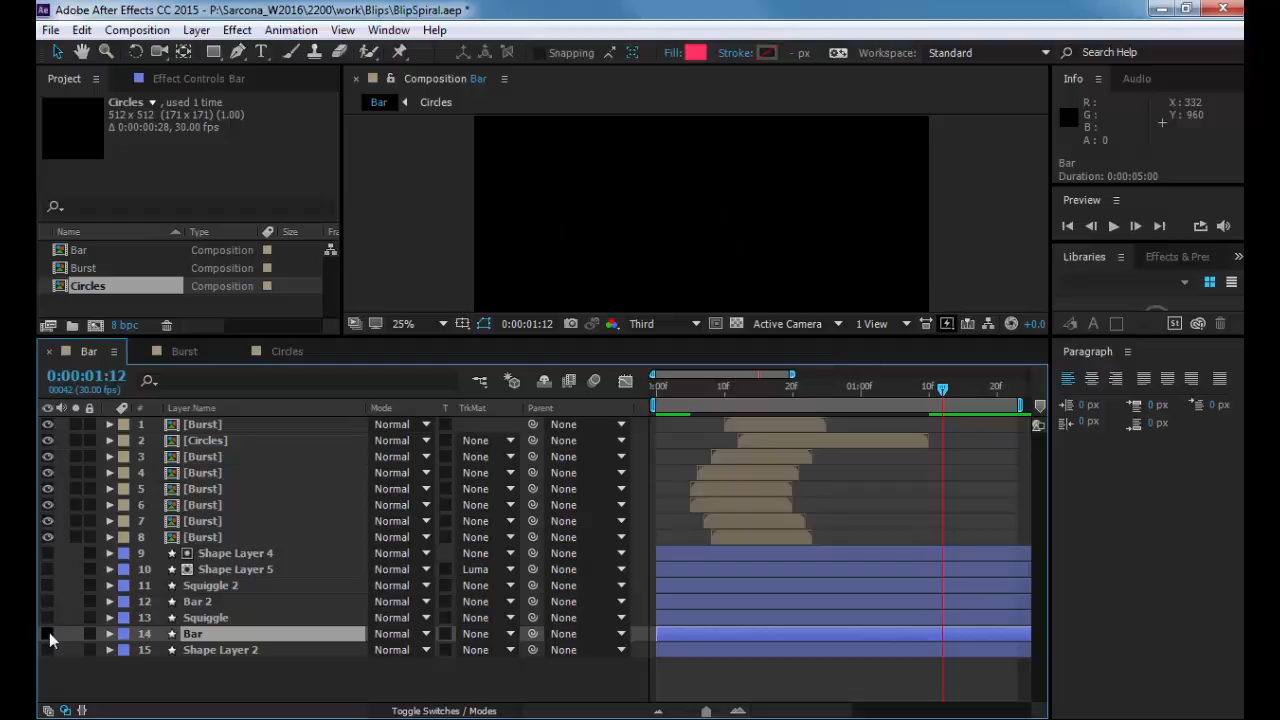 Ae Adobe After Effects CC 2015 - P:\Sarcona_W2016\2200\work\Blips\BlipSpiral.aep *
File Edit Composition Layer Effect Animation View Window Help
Snapping Fill: Stroke: - px Workspace: Standard Search Help
Project Effect Controls Bar Composition Bar Info Audio
Circles , used 1 time
512 x 512 (171 x 171) (1.00)
Δ 0:00:00:28, 30.00 fps
Bar Circles
R : X : 332
G : Y : 960
B :
A : 0
Bar
Duration: 0:00:05:00
Preview
Name Type Size Fra
Bar Composition
Burst Composition
Circles Composition
Libraries Effects & Pre
8 bpc 25% 0:00:01:12 Third Active Camera 1 View +0.0
Bar Burst Circles Paragraph
0:00:01:12
00042 (30.00 fps)
:00f 10f 20f 01:00f 10f 20f
# Layer Name Mode T TrkMat Parent
1 [Burst] Normal None
2 [Circles] Normal None None
3 [Burst] Normal None None
4 [Burst] Normal None None
5 [Burst] Normal None None
6 [Burst] Normal None None
7 [Burst] Normal None None
8 [Burst] Normal None None
9 Shape Layer 4 Normal None None
10 Shape Layer 5 Normal Luma None
11 Squiggle 2 Normal None None
12 Bar 2 Normal None None
13 Squiggle Normal None None
14 Bar Normal None None
15 Shape Layer 2 Normal None None
0 px 0 px 0 px
0 px 0 px
Toggle Switches / Modes